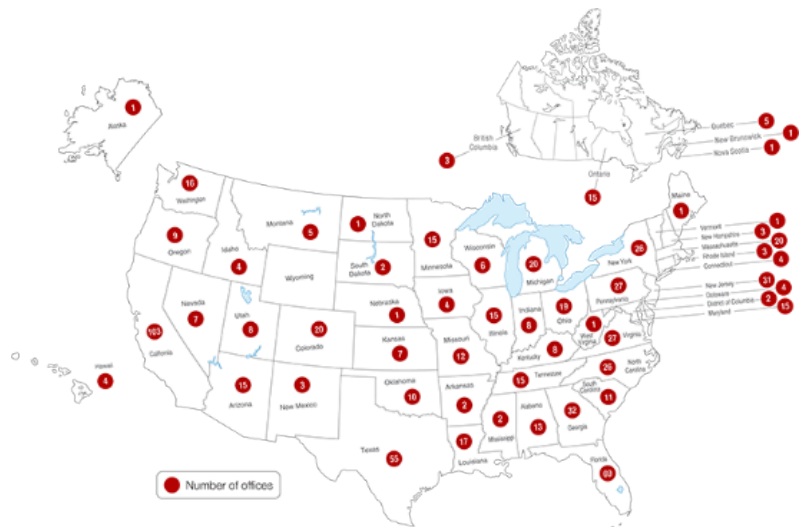 1
Alaska
British
Columbia
3
Ontario
15
Quebec
5
New Brunswick
1
Nova Scotia
1
16
Washington
9
Oregon
Idaho
4
Montana
5
Wyoming
1
North
Dakota
South
Dakota
2
15
Minnesota
Wisconsin
6
20
Michigan
Maine
1
Vermont
1
New Hampshire
3
Massachusetts
20
Rhode Island
3
Connecticut
4
New York
26
27
Pennsylvania
New Jersey
31
Delaware
4
District of Columbia
2
Maryland
15
Nevada
7
Utah
8
20
Colorado
Nebraska
1
Kansas
7
Iowa
4
Missouri
12
15
Illinois
Indiana
8
19
Ohio
1
West
Virginia
27
Virginia
Kentucky
8
15
Tennessee
26
North
Carolina
South
Carolina
11
103
California
Hawaii
4
15
Arizona
3
New Mexico
Oklahoma
10
Arkansas
2
Texas
55
17
Louisiana
2
Mississippi
Alabama
13
32
Georgia
Florida
Number of offices